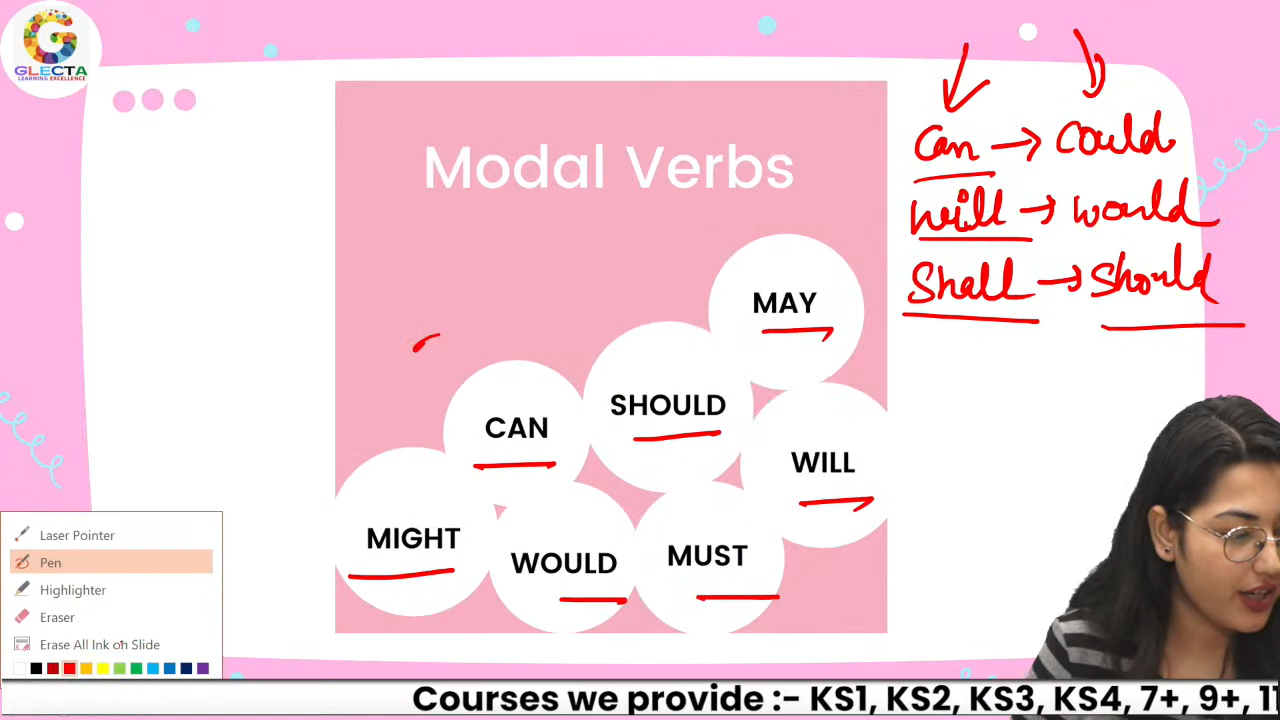 GLECTA
LEARNING EXCELLENCE
Modal Verbs
can → could
will → would
Shall → should
MAY
SHOULD
CAN
WILL
MIGHT
WOULD
MUST
Laser Pointer
Pen
Highlighter
Eraser
Erase All Ink on Slide
Courses we provide :- KS1, KS2, KS3, KS4, 7+, 9+, 11